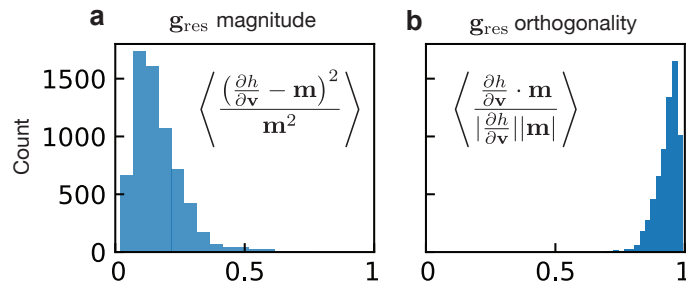 a
g_res magnitude
1500
1000
500
0
Count
⟨ (∂h/∂v − m)² / m² ⟩
0
0.5
1
b
g_res orthogonality
⟨ ∂h/∂v · m / |∂h/∂v||m| ⟩
0
0.5
1